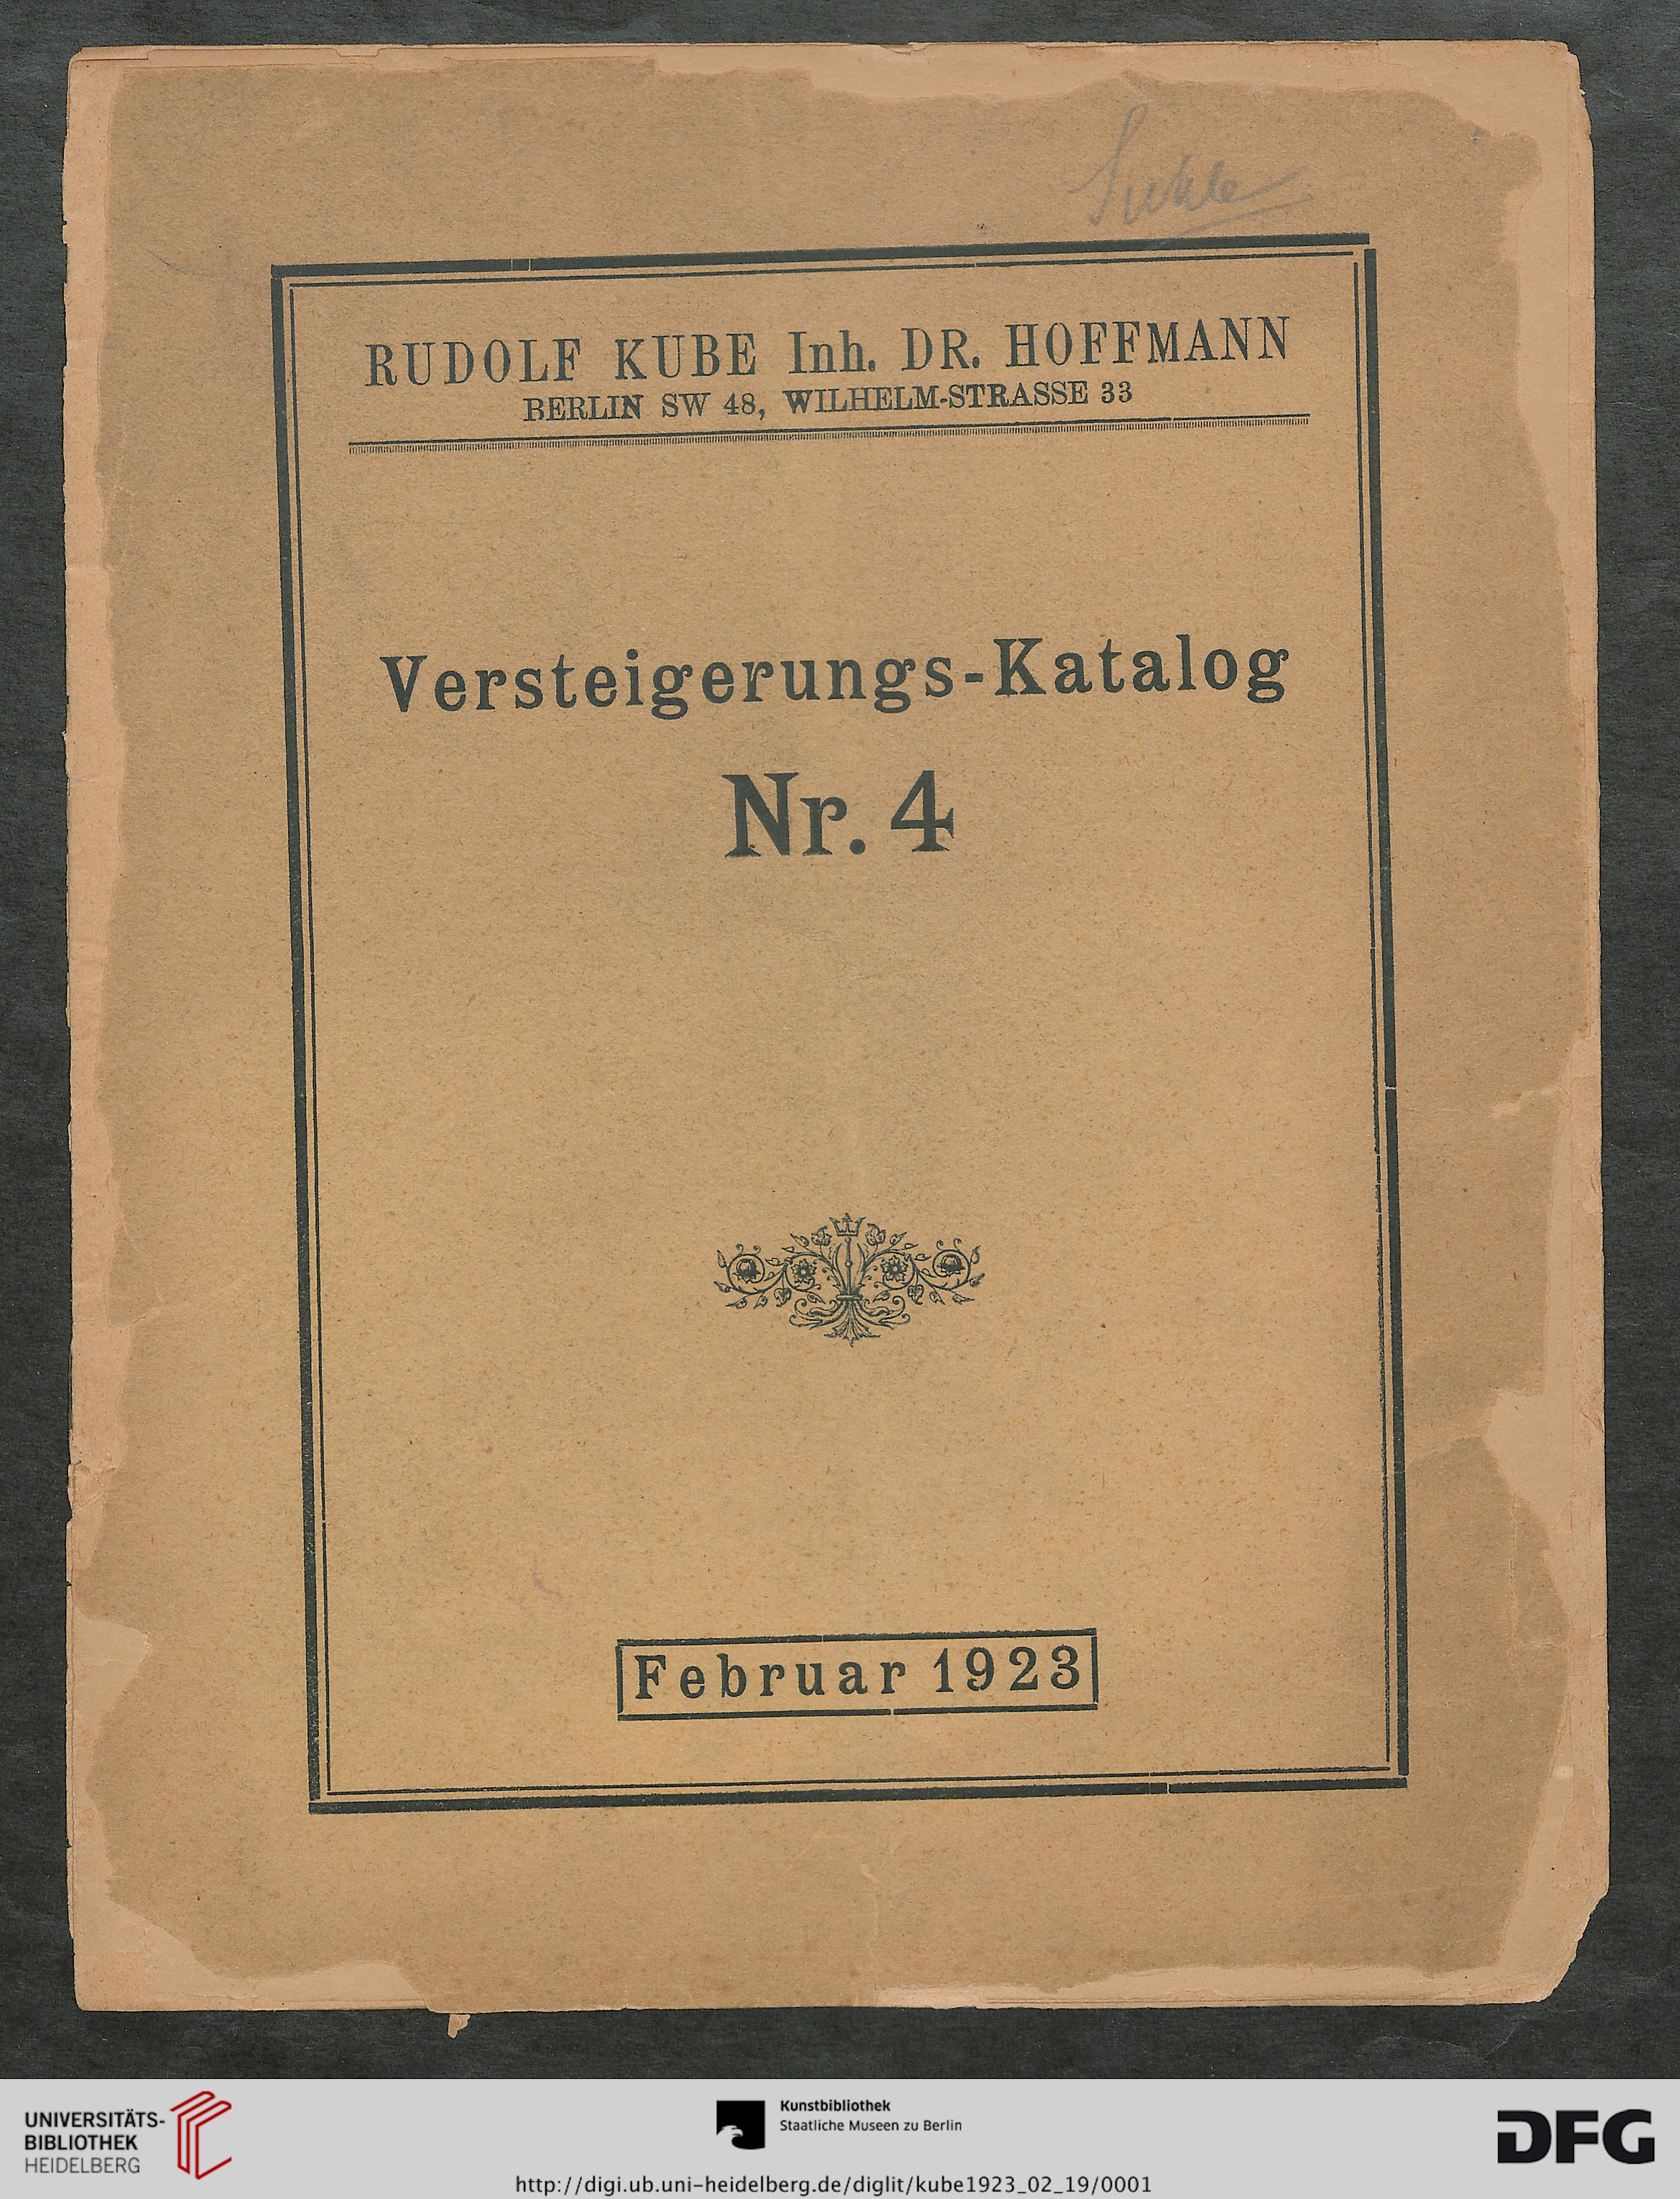 Suhle
RUDOLF KUBE Inh. DR. HOFFMANN
BERLIN SW 48, WILHELM-STRASSE 33
Versteigerungs-Katalog
Nr. 4
Februar 1923
UNIVERSITÄTS-
BIBLIOTHEK
HEIDELBERG
Kunstbibliothek
Staatliche Museen zu Berlin
DFG
http://digi.ub.uni-heidelberg.de/diglit/kube1923_02_19/0001